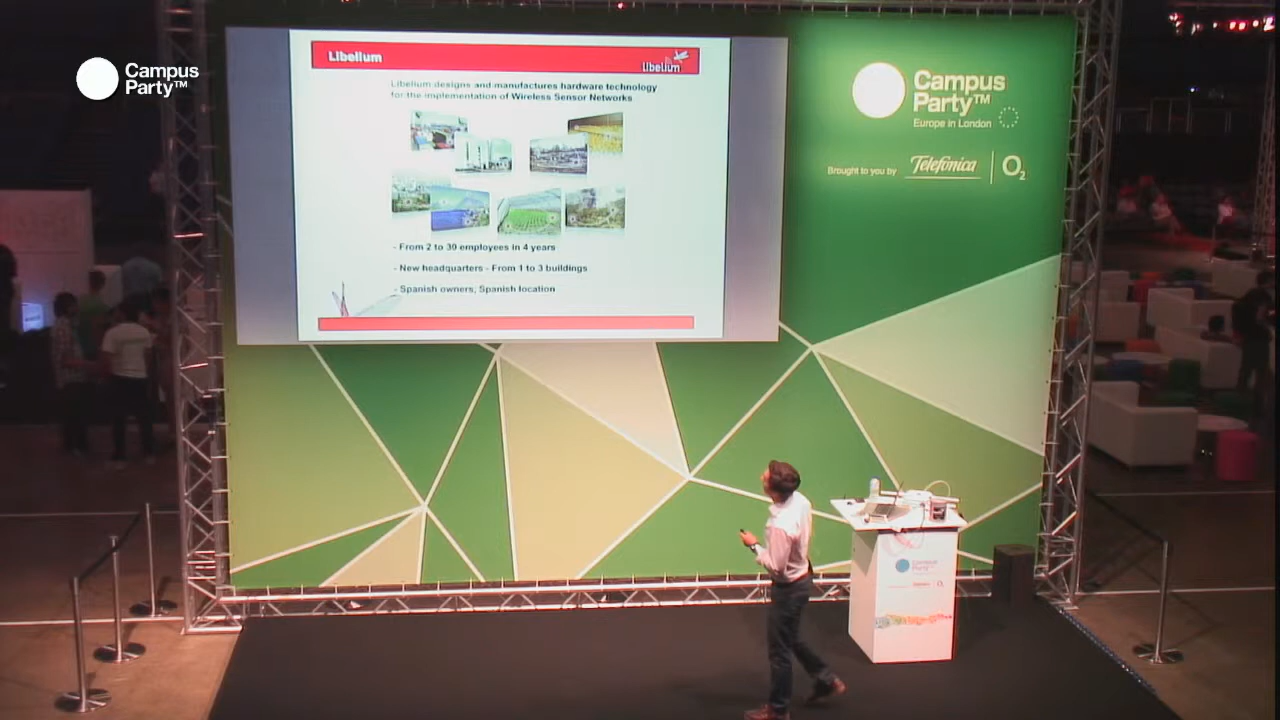 Campus
Party™
Libelium
Libelium
Libelium designs and manufactures hardware technology
for the implementation of Wireless Sensor Networks
- From 2 to 30 employees in 4 years
- New headquarters - From 1 to 3 buildings
- Spanish owners, Spanish location
Campus
Party™
Europe in London
Brought to you by Telefonica O2
Campus
Party